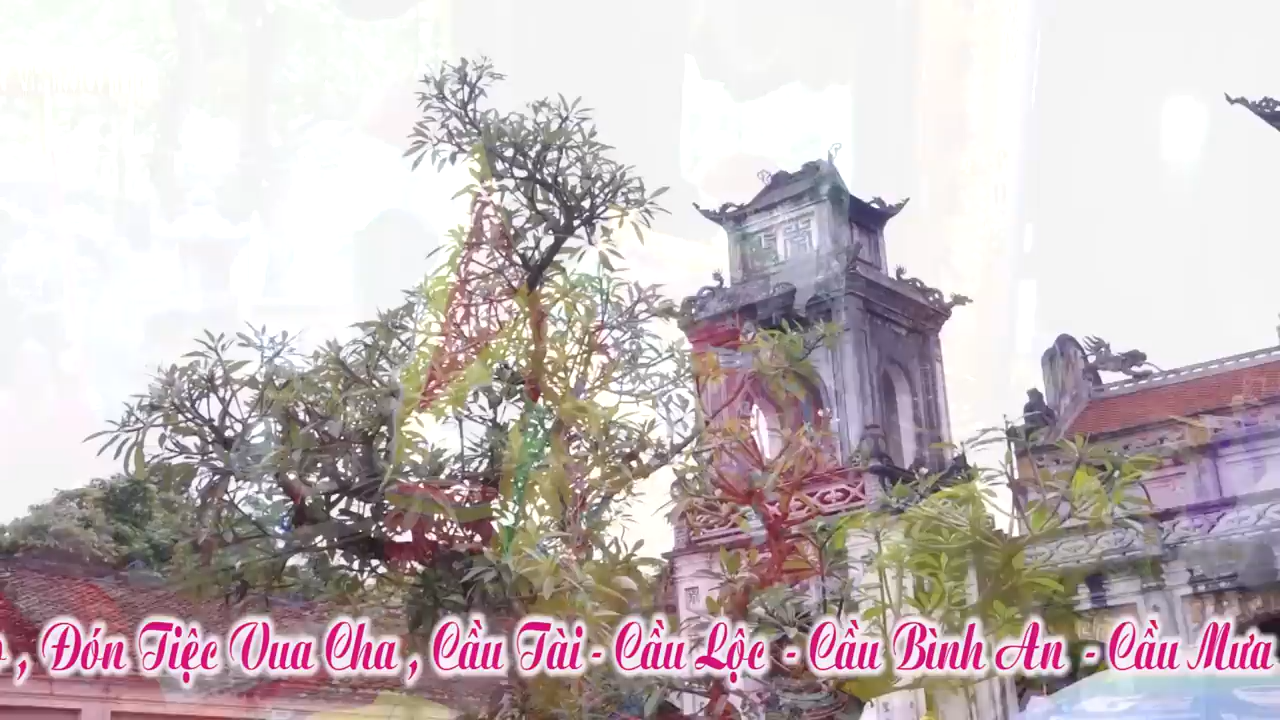 , Đón Tiệc Vua Cha , Cầu Tài - Cầu Lộc - Cầu Bình An - Cầu Mưa